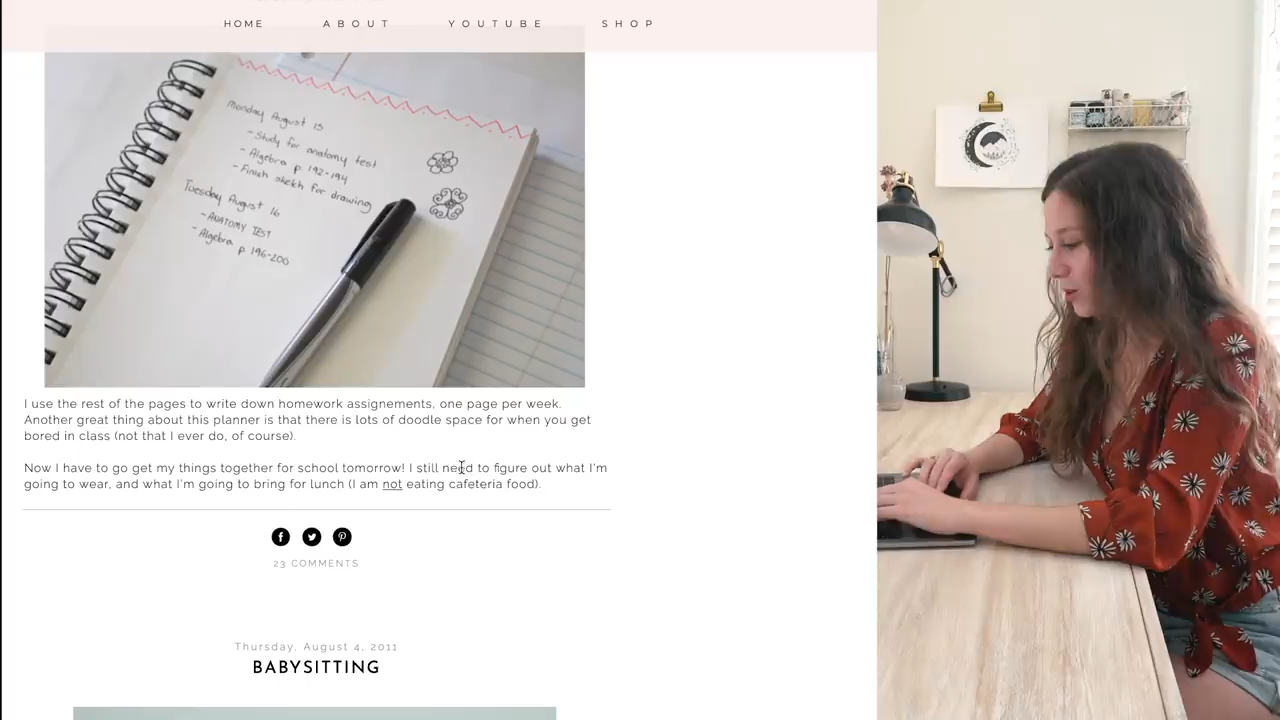 HOME ABOUT YOUTUBE SHOP
Monday August 15
- Study for anatomy test
- Algebra p. 192-194
- Finish sketch for drawing
Tuesday August 16
- ANATOMY TEST
- Algebra p. 196-200
I use the rest of the pages to write down homework assignements, one page per week.
Another great thing about this planner is that there is lots of doodle space for when you get
bored in class (not that I ever do, of course).
Now I have to go get my things together for school tomorrow! I still need to figure out what I'm
going to wear, and what I'm going to bring for lunch (I am not eating cafeteria food).
23 COMMENTS
Thursday, August 4, 2011
BABYSITTING